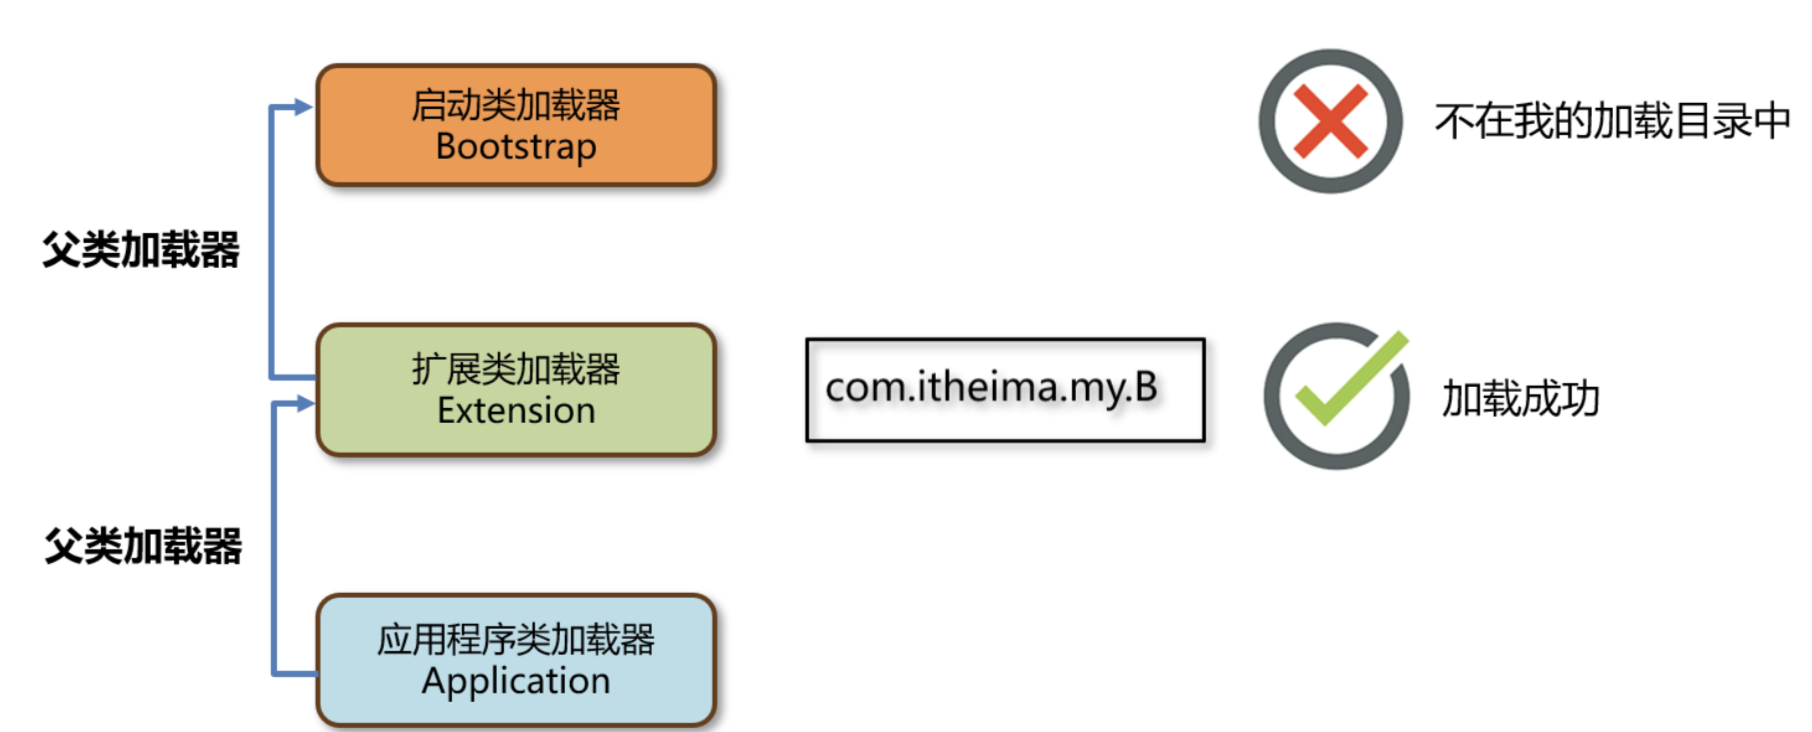 启动类加载器
Bootstrap
不在我的加载目录中
父类加载器
扩展类加载器
Extension
com.itheima.my.B
加载成功
父类加载器
应用程序类加载器
Application